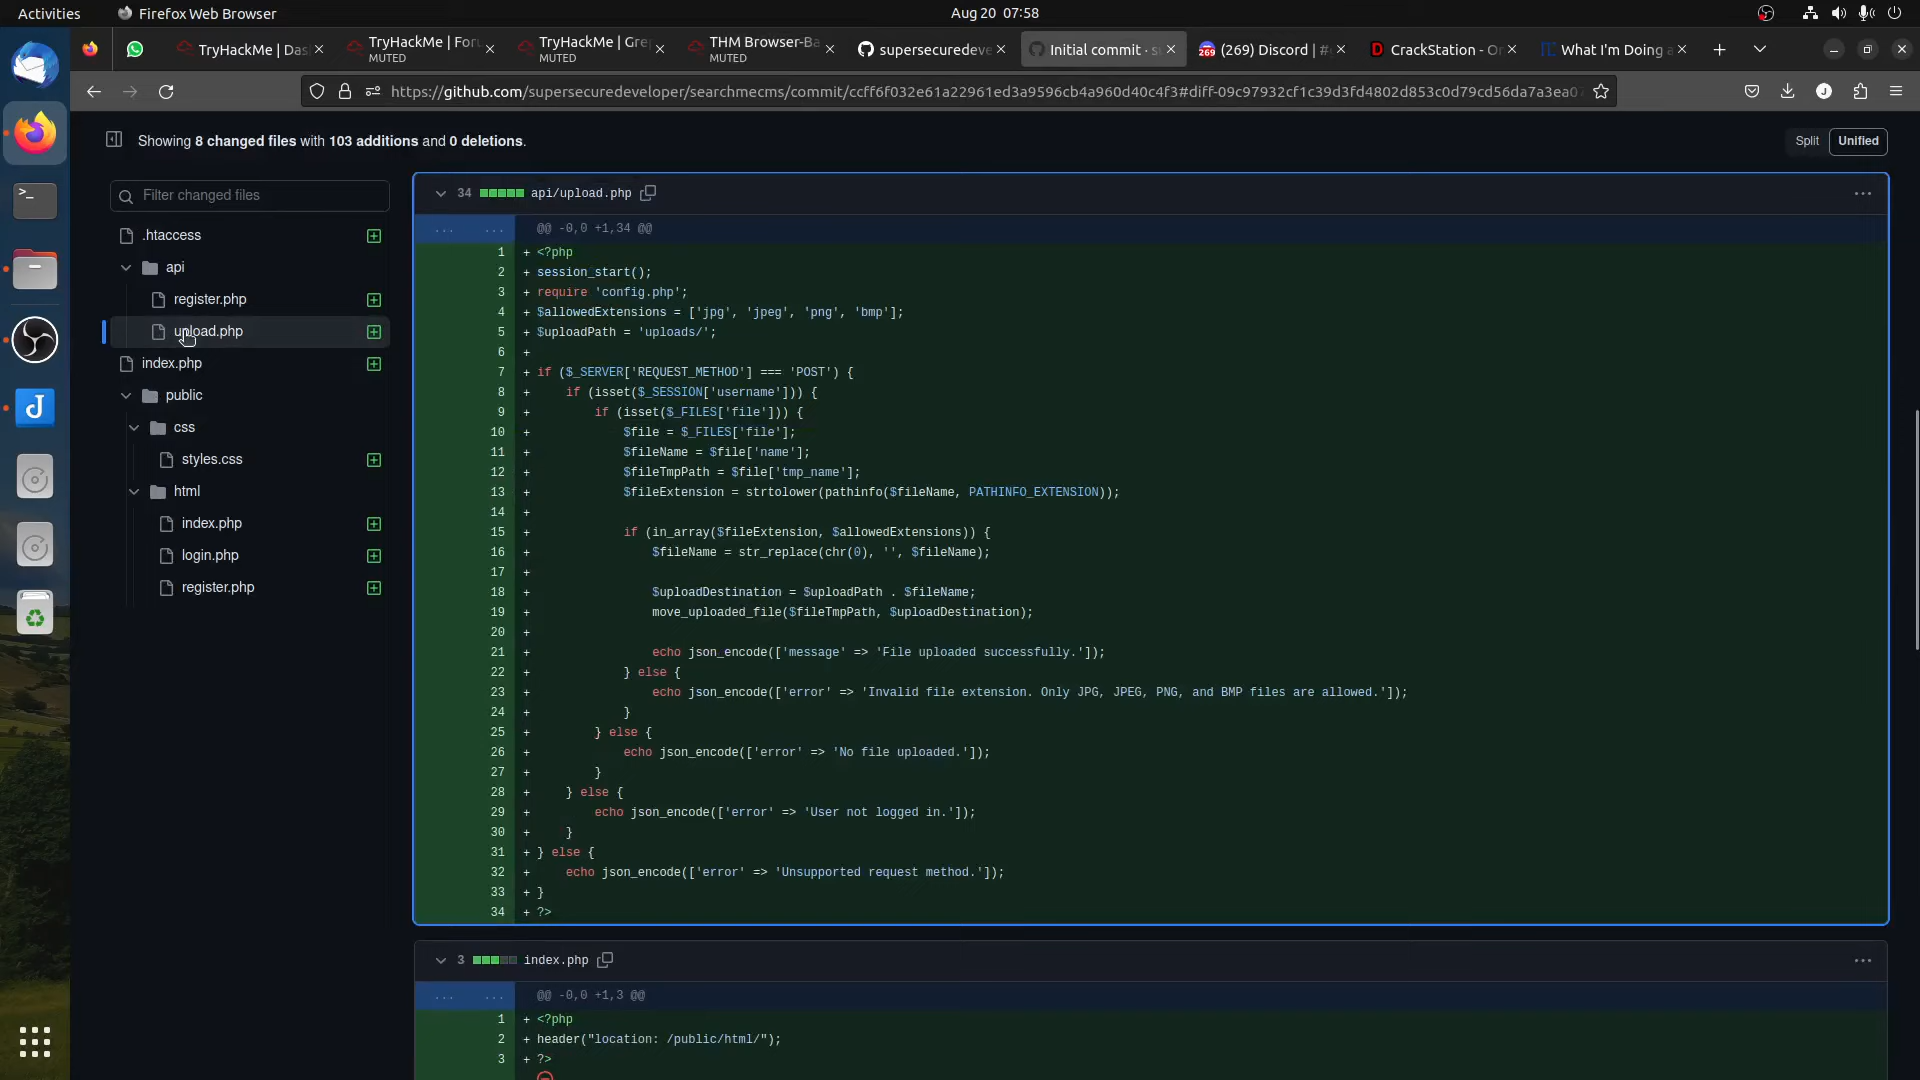 Activities
Firefox Web Browser
Aug 20 07:58
TryHackMe | Das
TryHackMe | For
MUTED
TryHackMe | Gre
MUTED
THM Browser-Ba
MUTED
supersecuredeve
Initial commit · s
(269) Discord | #
CrackStation - Or
What I'm Doing a
https://github.com/supersecuredeveloper/searchmecms/commit/ccff6f032e61a22961ed3a9596cb4a960d40c4f3#diff-09c97932cf1c39d3fd4802d853c0d79cd56da7a3ea07
Showing 8 changed files with 103 additions and 0 deletions.
Split
Unified
Filter changed files
.htaccess
api
register.php
upload.php
index.php
public
css
styles.css
html
index.php
login.php
register.php
34 api/upload.php
... ... @@ -0,0 +1,34 @@
1 + <?php
2 + session_start();
3 + require 'config.php';
4 + $allowedExtensions = ['jpg', 'jpeg', 'png', 'bmp'];
5 + $uploadPath = 'uploads/';
6 +
7 + if ($_SERVER['REQUEST_METHOD'] === 'POST') {
8 + if (isset($_SESSION['username'])) {
9 + if (isset($_FILES['file'])) {
10 + $file = $_FILES['file'];
11 + $fileName = $file['name'];
12 + $fileTmpPath = $file['tmp_name'];
13 + $fileExtension = strtolower(pathinfo($fileName, PATHINFO_EXTENSION));
14 +
15 + if (in_array($fileExtension, $allowedExtensions)) {
16 + $fileName = str_replace(chr(0), '', $fileName);
17 +
18 + $uploadDestination = $uploadPath . $fileName;
19 + move_uploaded_file($fileTmpPath, $uploadDestination);
20 +
21 + echo json_encode(['message' => 'File uploaded successfully.']);
22 + } else {
23 + echo json_encode(['error' => 'Invalid file extension. Only JPG, JPEG, PNG, and BMP files are allowed.']);
24 + }
25 + } else {
26 + echo json_encode(['error' => 'No file uploaded.']);
27 + }
28 + } else {
29 + echo json_encode(['error' => 'User not logged in.']);
30 + }
31 + } else {
32 + echo json_encode(['error' => 'Unsupported request method.']);
33 + }
34 + ?>
3 index.php
... ... @@ -0,0 +1,3 @@
1 + <?php
2 + header("location: /public/html/");
3 + ?>